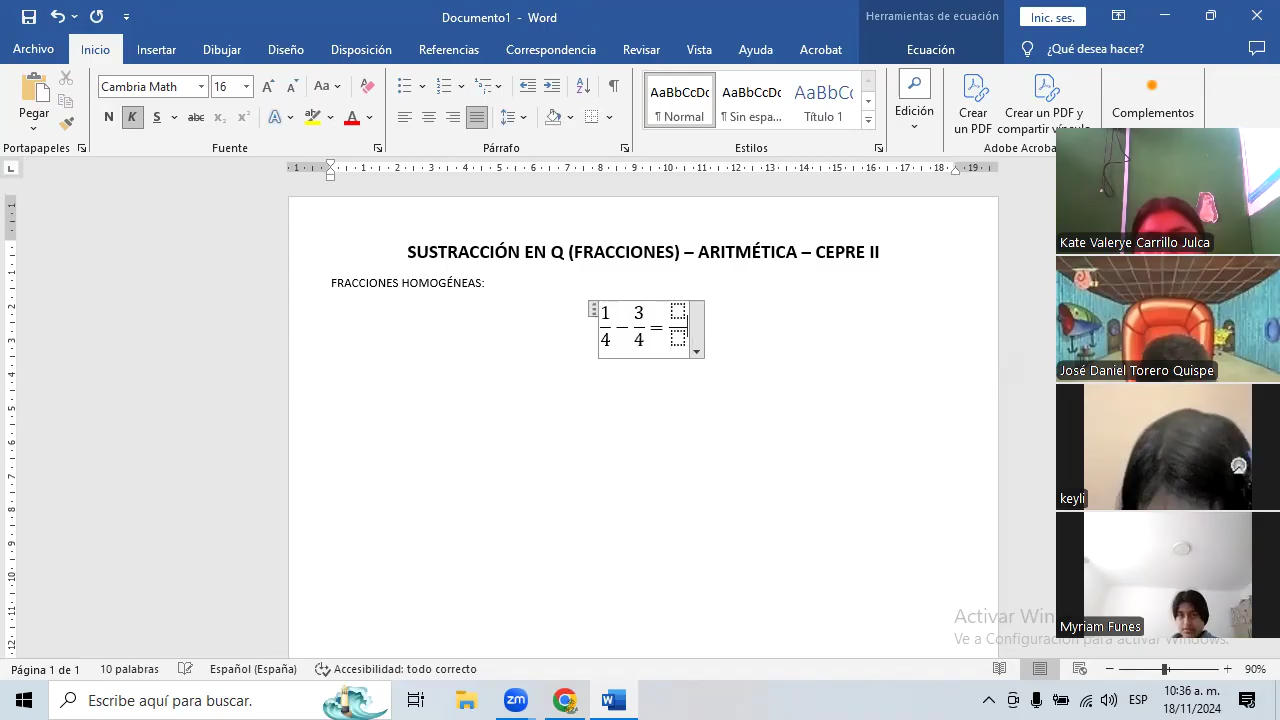 Documento1 - Word
Herramientas de ecuación
Inic. ses.
Archivo Inicio Insertar Dibujar Diseño Disposición Referencias Correspondencia Revisar Vista Ayuda Acrobat Ecuación ¿Qué desea hacer?
Pegar
Cambria Math 16
AaBbCcDc AaBbCcDc AaBbCc
¶ Normal ¶ Sin espa... Título 1
Edición
Crear un PDF
Crear un PDF y compartir vínculo
Complementos
Portapapeles Fuente Párrafo Estilos Adobe Acrobat
SUSTRACCIÓN EN Q (FRACCIONES) – ARITMÉTICA – CEPRE II
FRACCIONES HOMOGÉNEAS:
1/4 − 3/4 =
Kate Valerye Carrillo Julca
José Daniel Torero Quispe
keyli
Myriam Funes
Activar Win
Ve a Configuración para activar Windows.
Página 1 de 1 10 palabras Español (España) Accesibilidad: todo correcto 90%
Escribe aquí para buscar.
zm
ESP
10:36 a. m.
18/11/2024